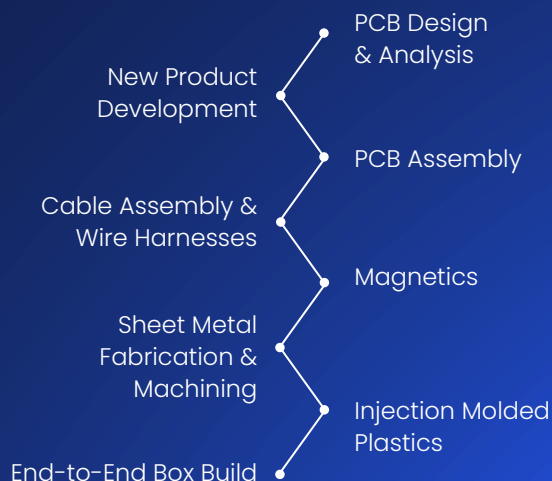 PCB Design
& Analysis
New Product
Development
PCB Assembly
Cable Assembly &
Wire Harnesses
Magnetics
Sheet Metal
Fabrication &
Machining
Injection Molded
Plastics
End-to-End Box Build